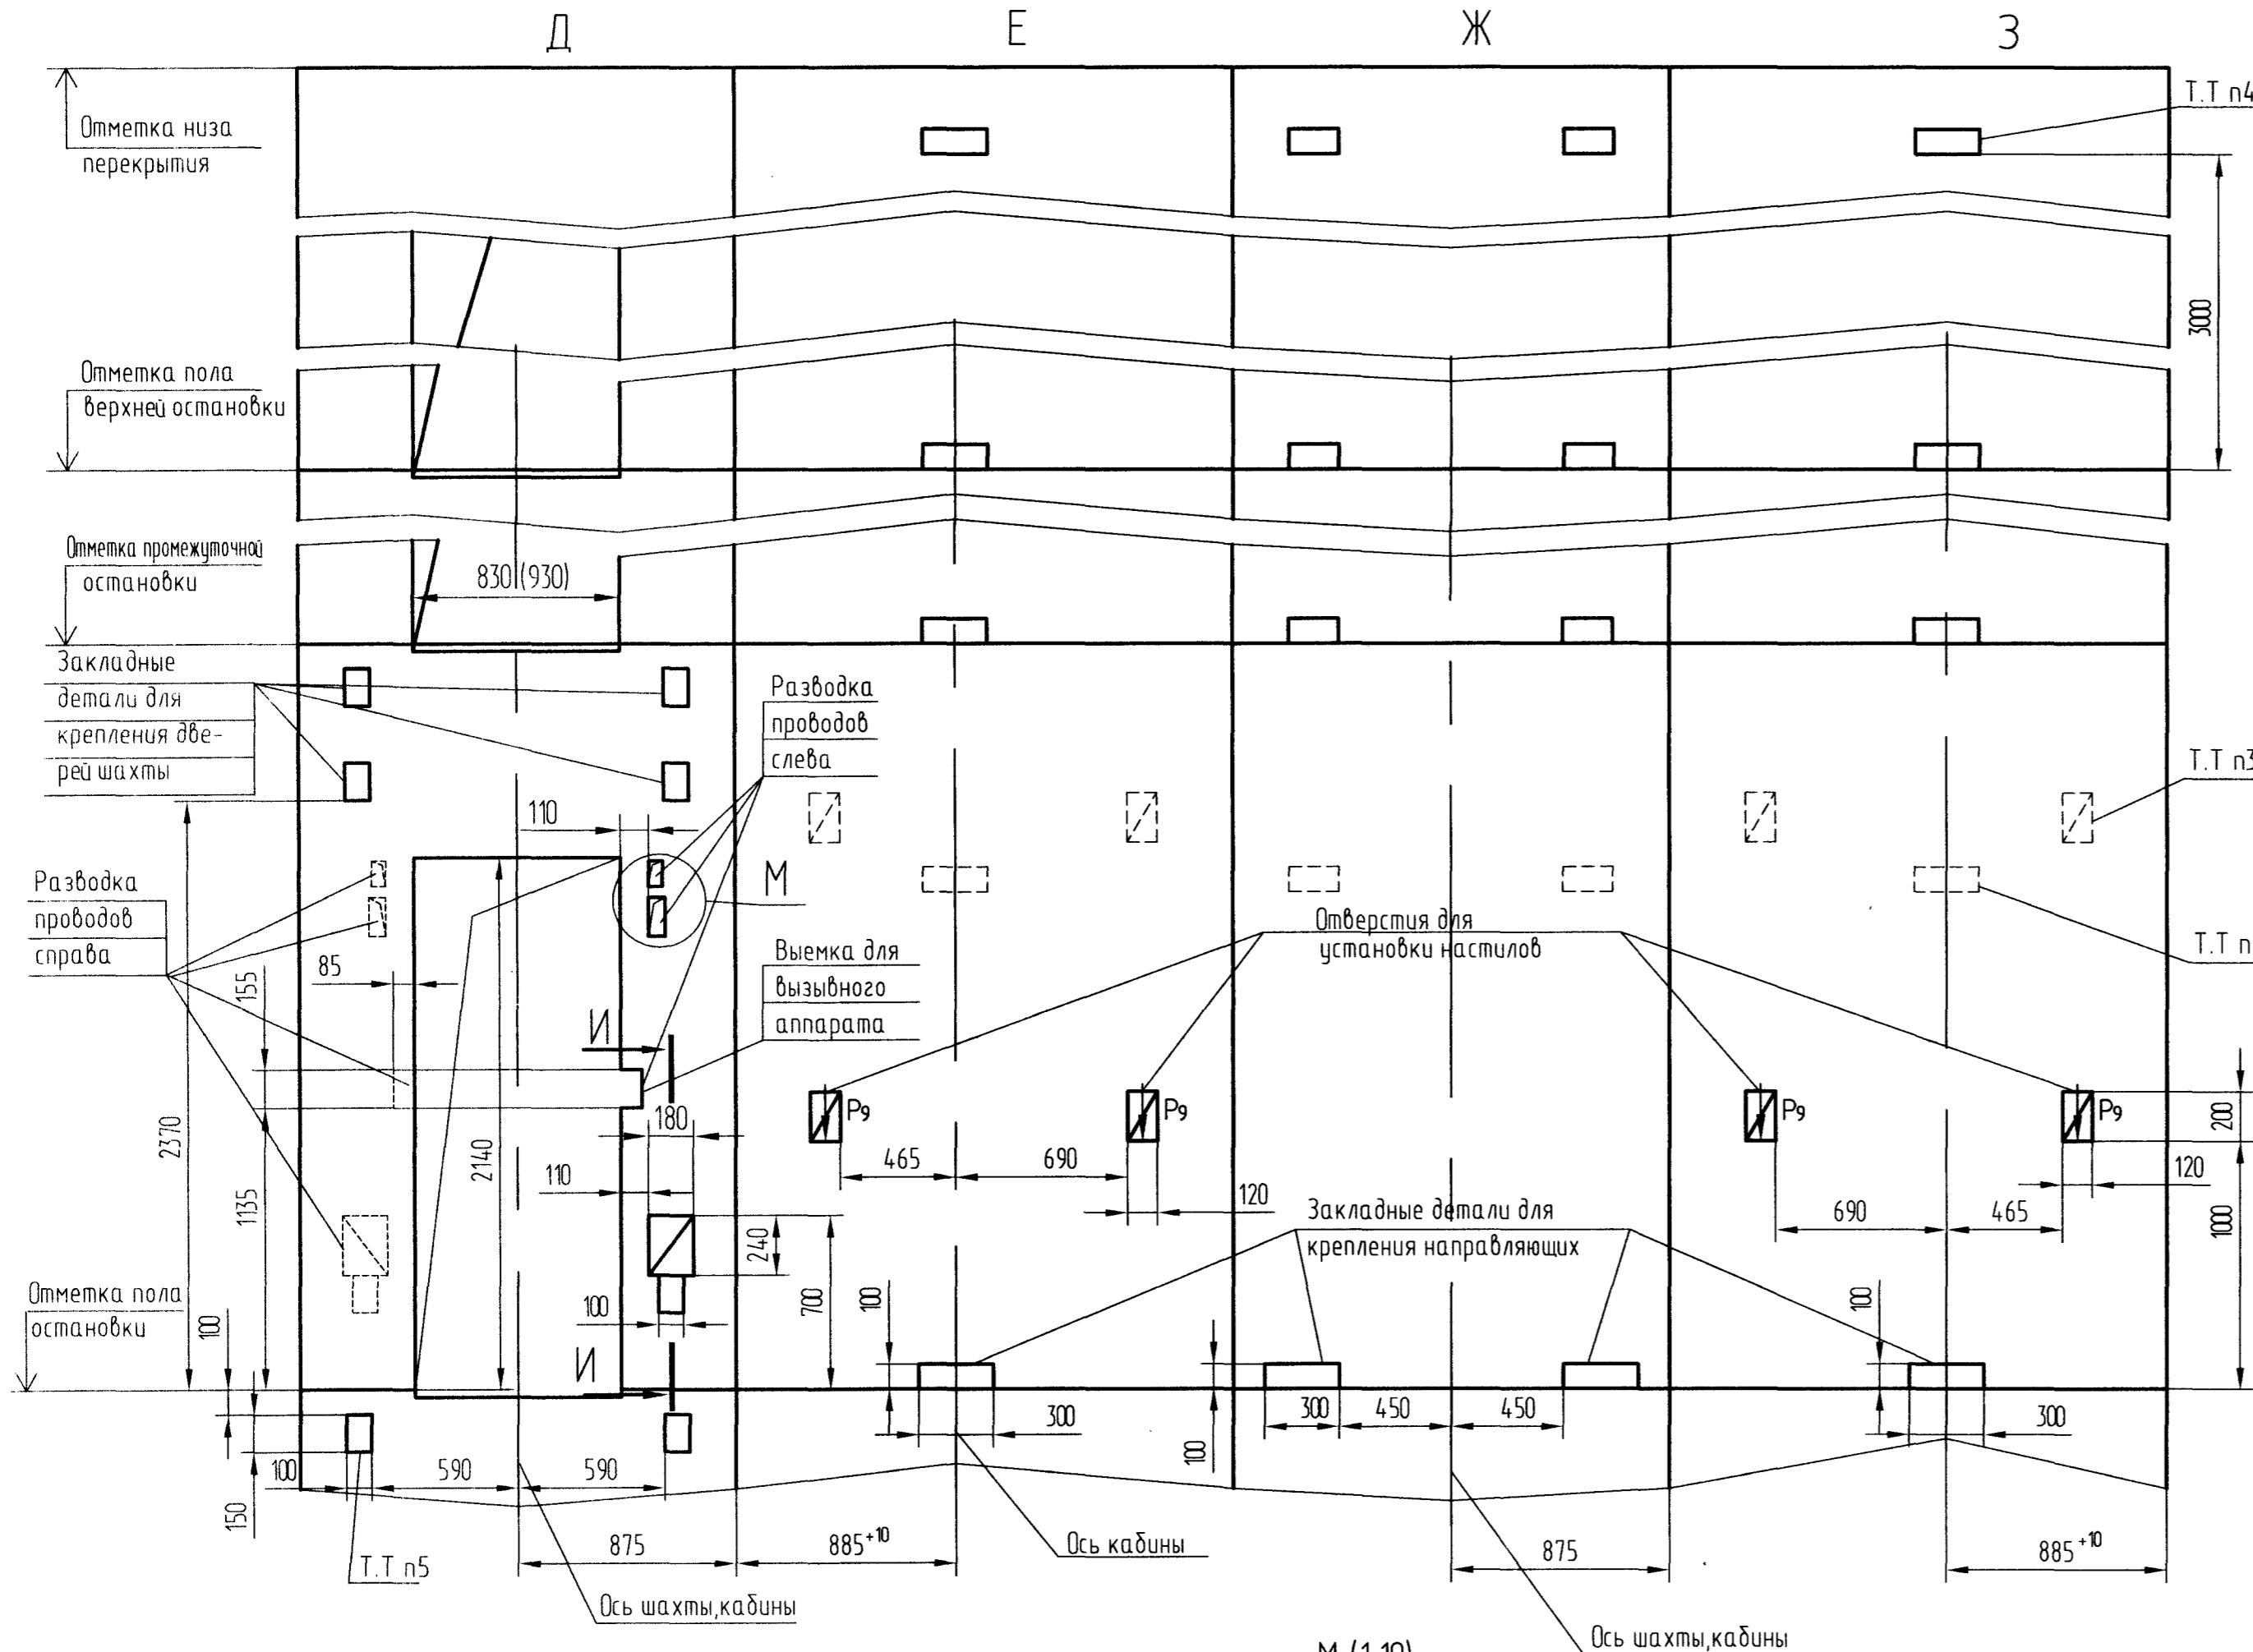 Д
Е
Ж
З
Т.Т п4
Отметка низа
перекрытия
3000
Отметка пола
верхней остановки
Отметка промежуточной
остановки
830(930)
Закладные
детали для
крепления две-
рей шахты
Разводка
проводов
слева
Т.Т п3
110
М
Разводка
проводов
справа
Отверстия для
установки настилов
Т.Т п
85
155
Выемка для
вызывного
аппарата
И
2370
2140
1135
180
110
240
700
100
Р9
Р9
Р9
Р9
465
690
120
200
120
690
465
1000
Закладные детали для
крепления направляющих
Отметка пола
остановки
100
И
100
100
100
300
300
450
450
300
100
590
590
150
Т.Т п5
875
885+10
Ось кабины
875
885+10
Ось шахты,кабины
Ось шахты,кабины